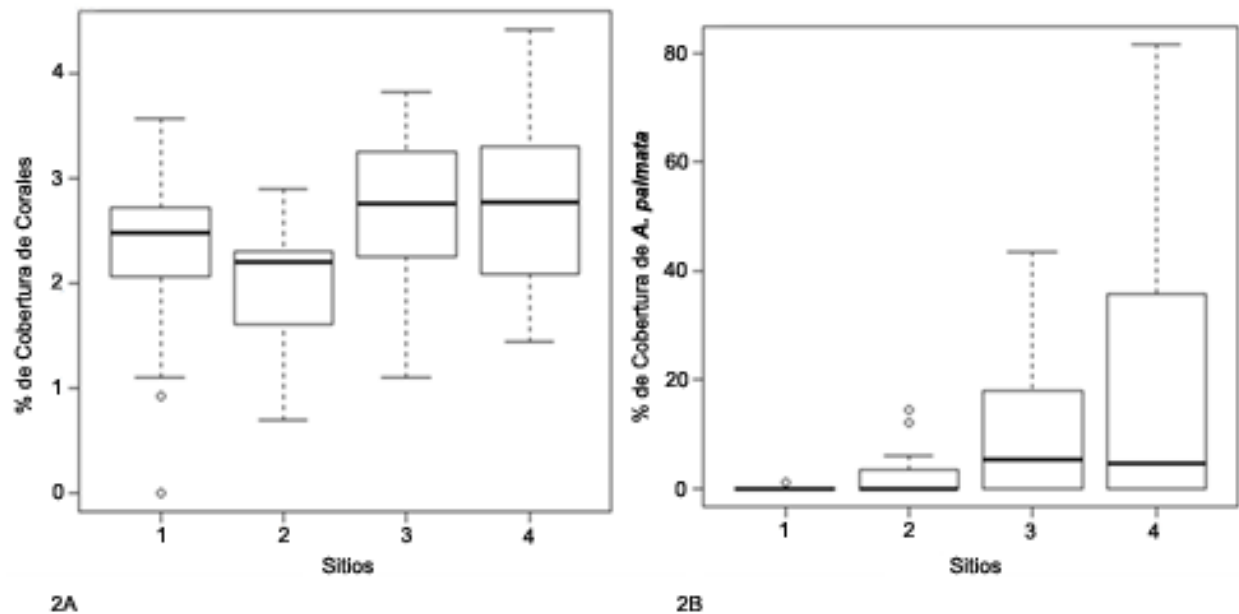 % de Cobertura de Corales
4
3
2
1
0
1 2 3 4
Sitios
2A
% de Cobertura de A. palmata
80
60
40
20
0
1 2 3 4
Sitios
2B